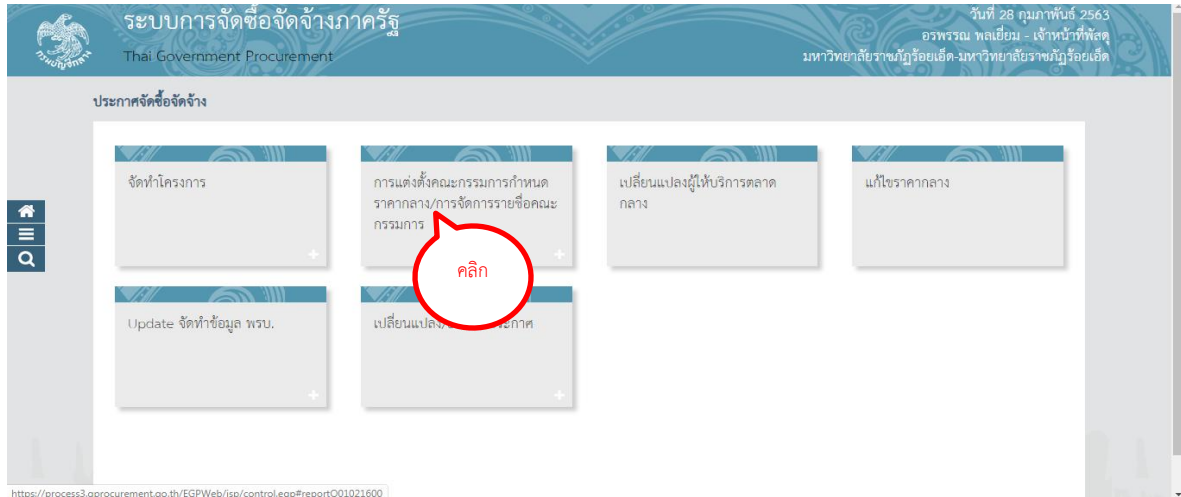 ระบบการจัดซื้อจัดจ้างภาครัฐ
Thai Government Procurement
วันที่ 28 กุมภาพันธ์ 2563
อรพรรณ พลเยี่ยม - เจ้าหน้าที่พัสดุ
มหาวิทยาลัยราชภัฏร้อยเอ็ด-มหาวิทยาลัยราชภัฏร้อยเอ็ด
กรมบัญชีกลาง
ประกาศจัดซื้อจัดจ้าง
จัดทำโครงการ
การแต่งตั้งคณะกรรมการกำหนด
ราคากลาง/การจัดการรายชื่อคณะ
กรรมการ
เปลี่ยนแปลงผู้ให้บริการตลาด
กลาง
แก้ไขราคากลาง
คลิก
Update จัดทำข้อมูล พรบ.
เปลี่ยนแปลง/
https://process3.gprocurement.go.th/EGPWeb/jsp/control.egp#reportO01021600